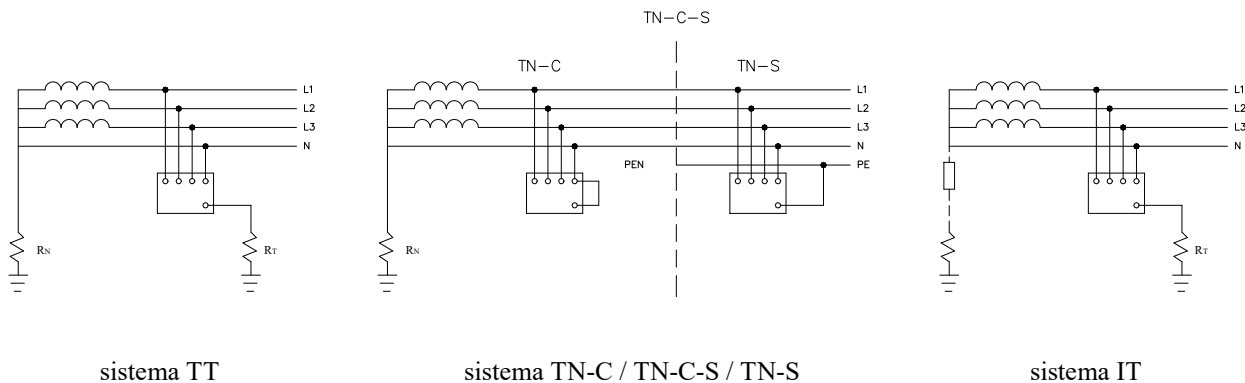 TN-C-S
TN-C
TN-S
L1
L2
L3
N
RN
RT
L1
L2
L3
N
PEN
PE
RN
L1
L2
L3
N
RT
sistema TT
sistema TN-C / TN-C-S / TN-S
sistema IT